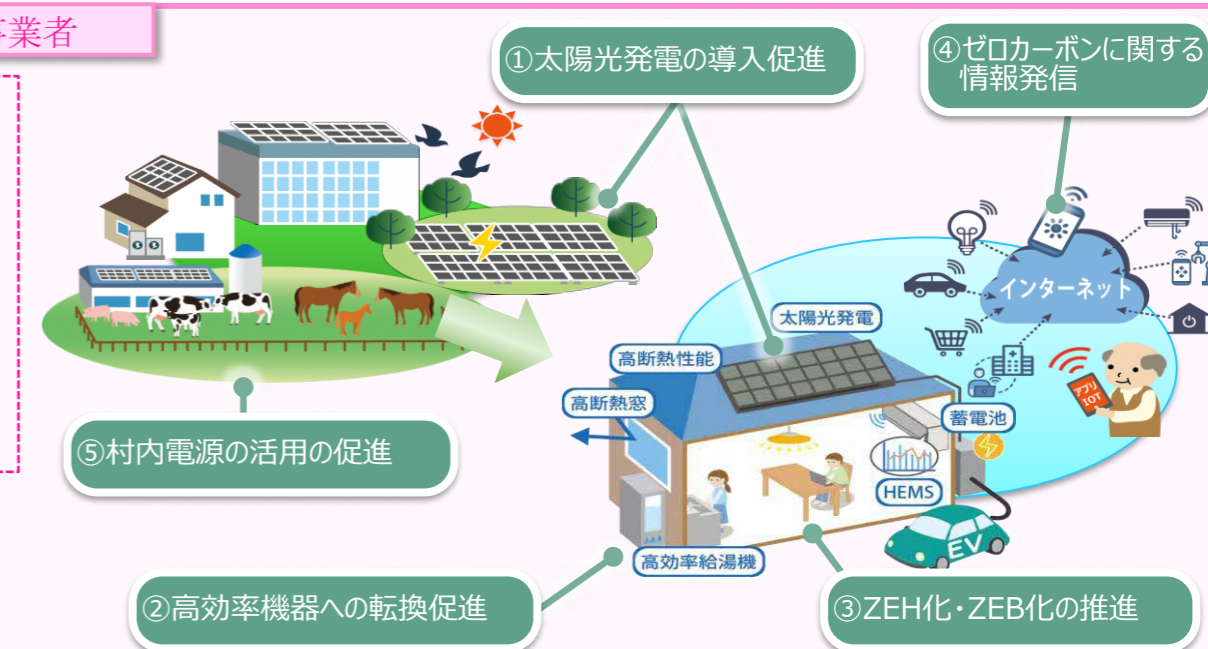 事業者
①太陽光発電の導入促進
④ゼロカーボンに関する
情報発信
インターネット
太陽光発電
高断熱性能
高断熱窓
蓄電池
アプリ
IOT
HEMS
EV
高効率給湯機
⑤村内電源の活用の促進
②高効率機器への転換促進
③ZEH化・ZEB化の推進